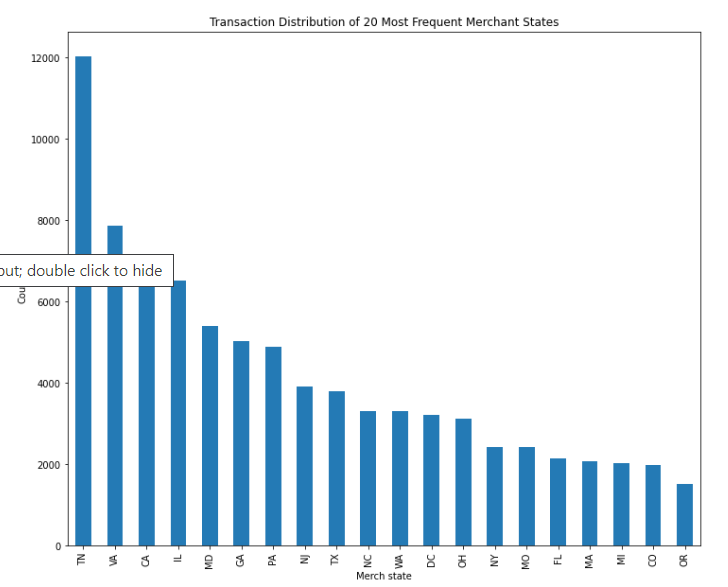 Transaction Distribution of 20 Most Frequent Merchant States
12000
10000
8000
double click to hide
6000
4000
2000
0
TN VA CA IL MD GA PA NJ TX NC WA DC OH NY MO FL MA MI CO OR
Merch state